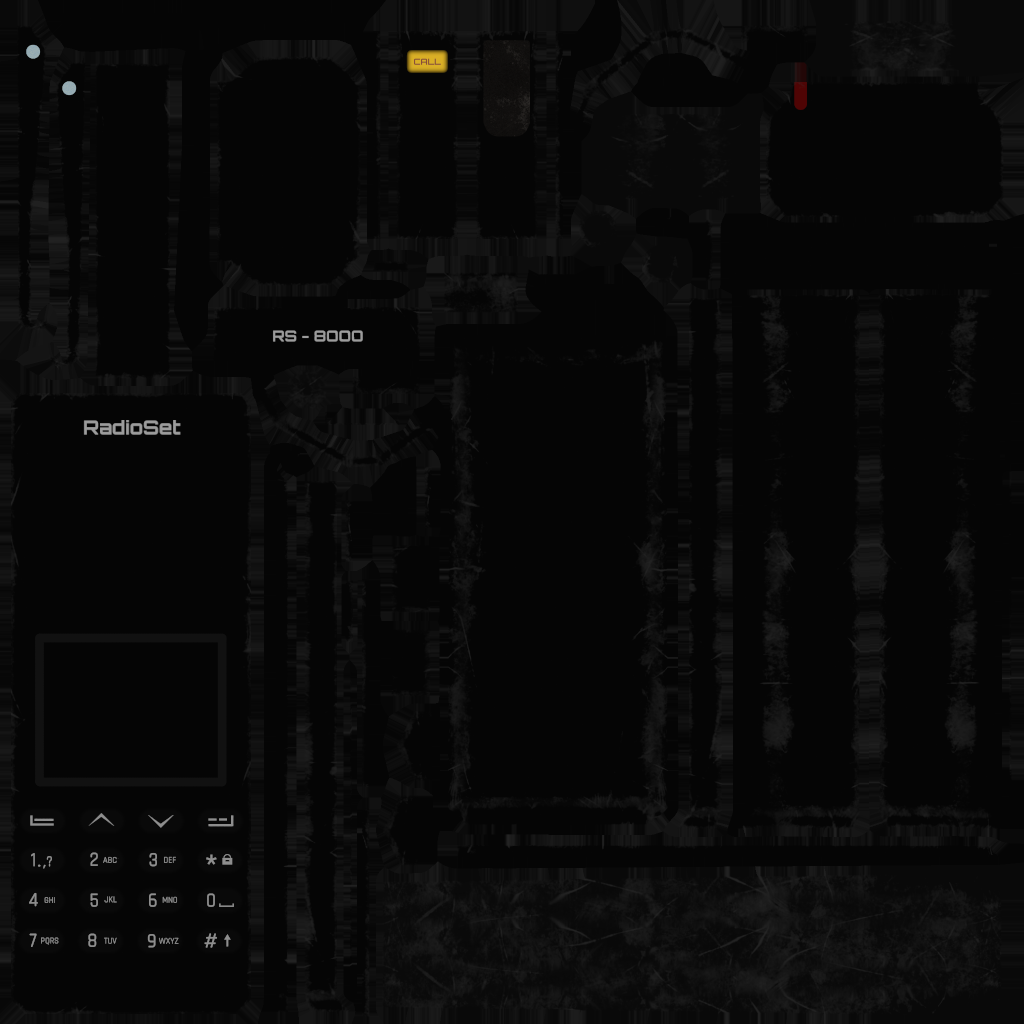 CALL
RS - 8000
RadioSet
1.,? 2 ABC 3 DEF *
4 GHI 5 JKL 6 MNO 0
7 PQRS 8 TUV 9 WXYZ #